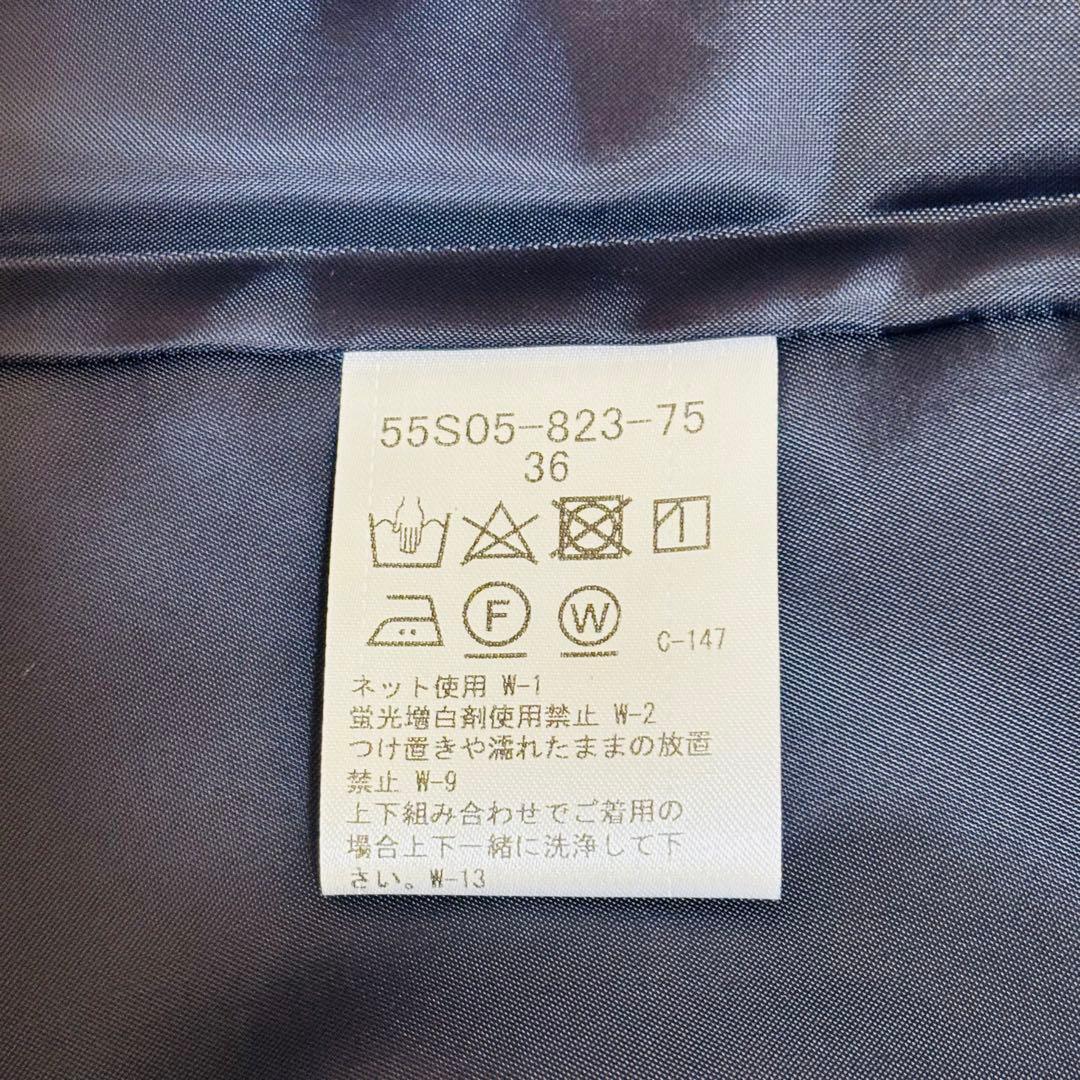 55S05-823-75
36
F W C-147
ネット使用 W-1
蛍光増白剤使用禁止 W-2
つけ置きや濡れたままの放置
禁止 W-9
上下組み合わせでご着用の
場合上下一緒に洗浄して下
さい。W-13